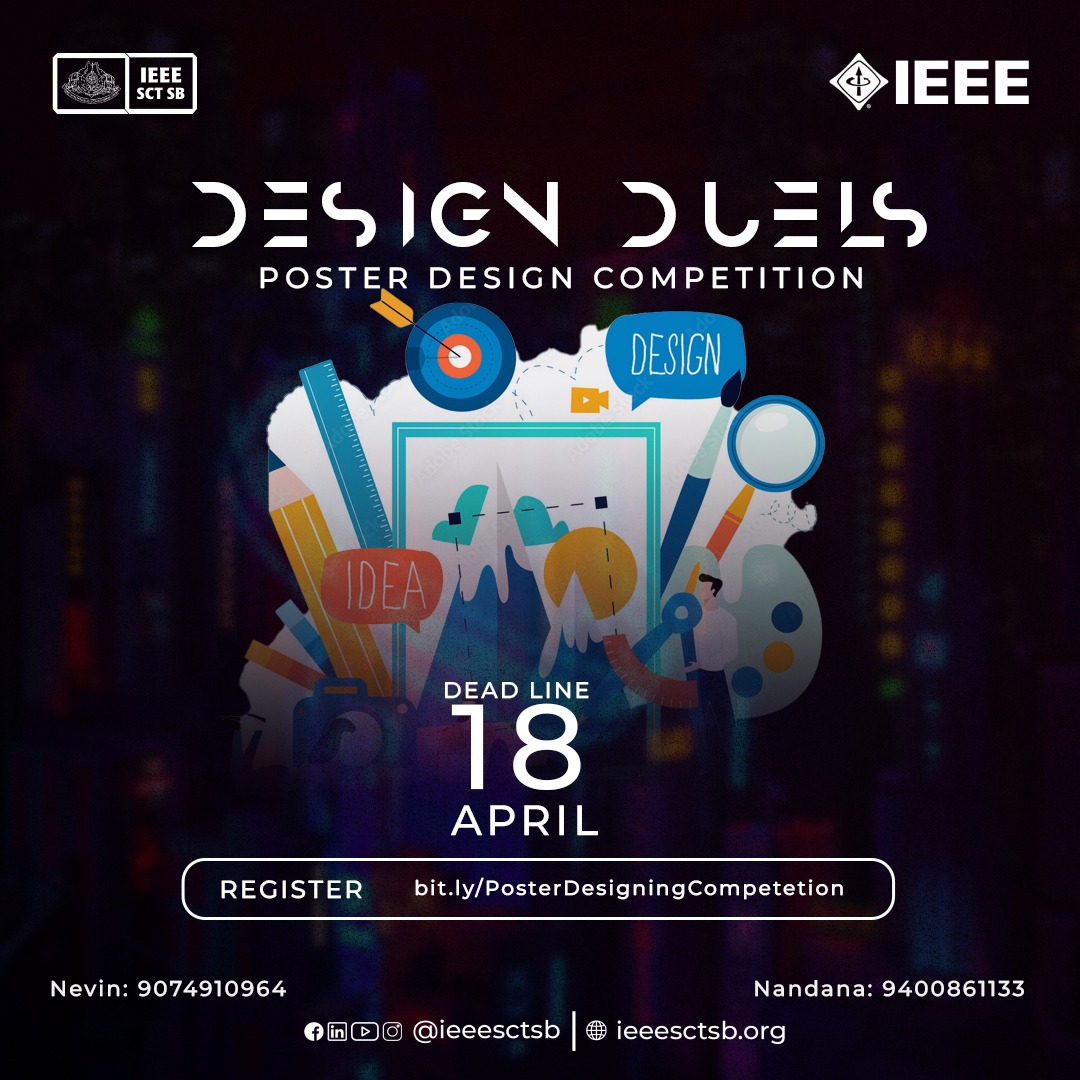 IEEE
SCT SB
IEEE
DESIGN DUELS
POSTER DESIGN COMPETITION
DESIGN
IDEA
DEAD LINE
18
APRIL
REGISTER bit.ly/PosterDesigningCompetetion
Nevin: 9074910964
Nandana: 9400861133
@ieeesctsb
ieeesctsb.org